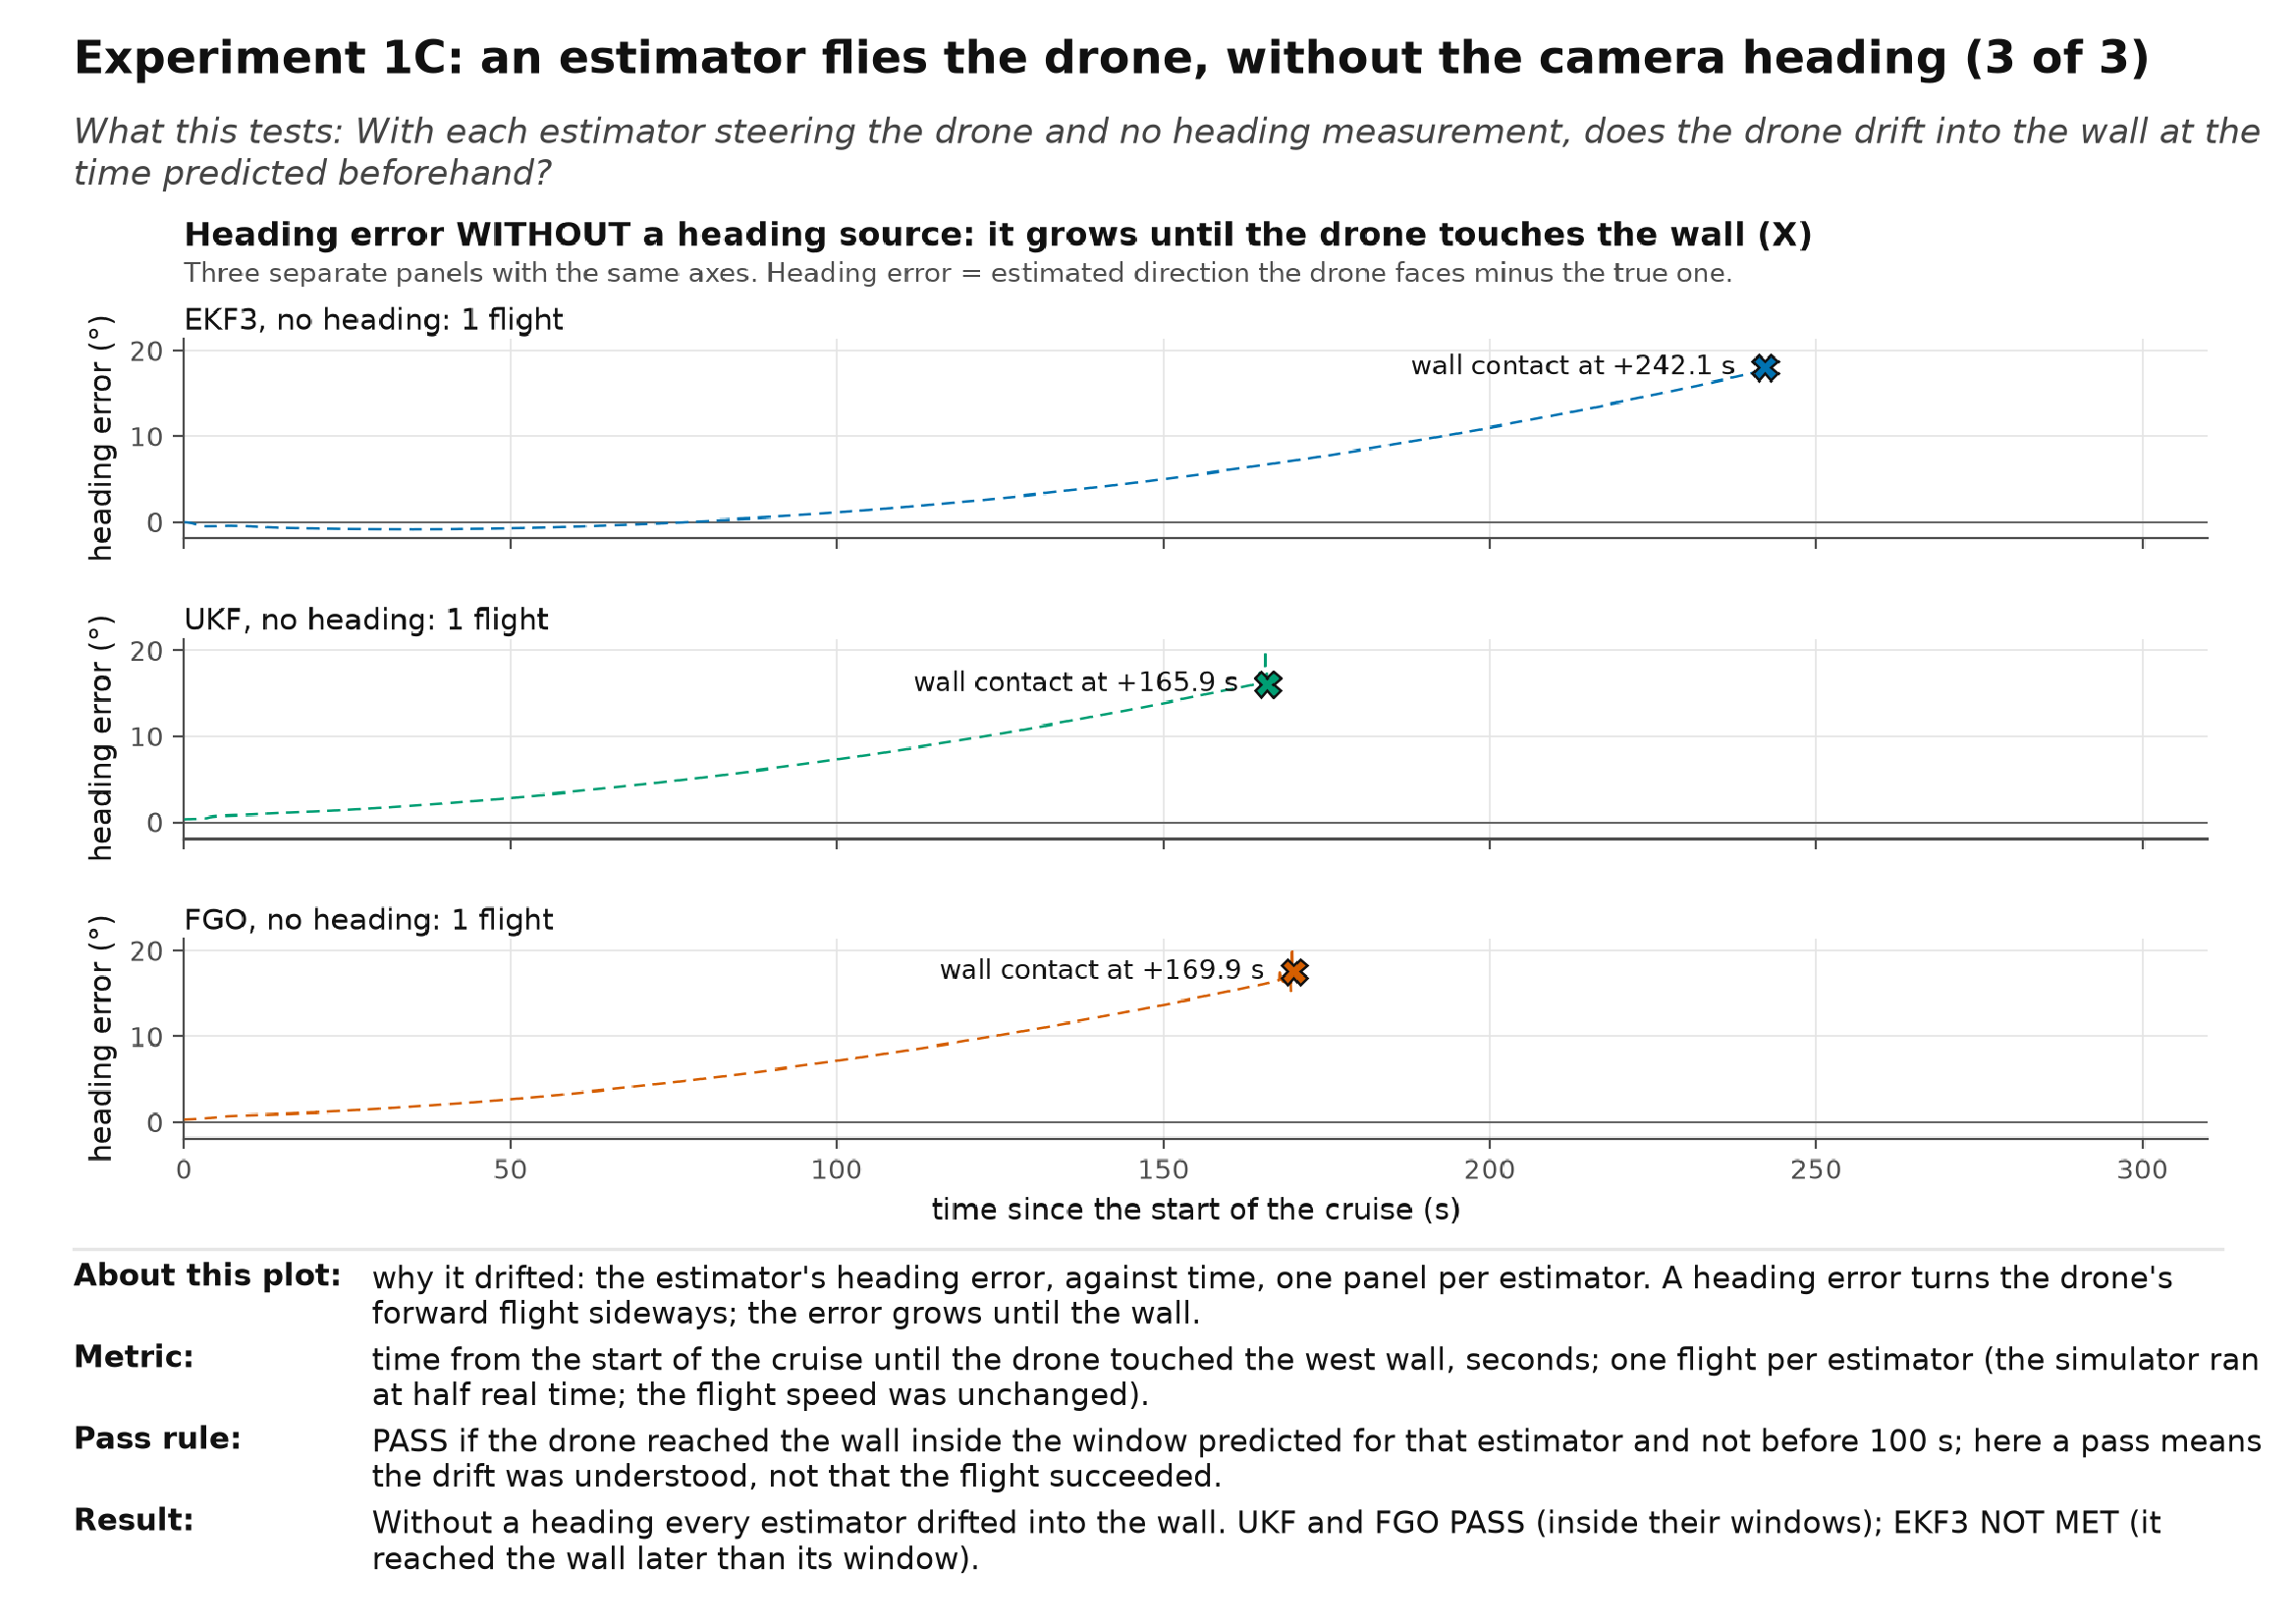 Experiment 1C: an estimator flies the drone, without the camera heading (3 of 3)
What this tests: With each estimator steering the drone and no heading measurement, does the drone drift into the wall at the
time predicted beforehand?
Heading error WITHOUT a heading source: it grows until the drone touches the wall (X)
Three separate panels with the same axes. Heading error = estimated direction the drone faces minus the true one.
EKF3, no heading: 1 flight
heading error (°)
20
10
0
wall contact at +242.1 s
UKF, no heading: 1 flight
heading error (°)
20
10
0
wall contact at +165.9 s
FGO, no heading: 1 flight
heading error (°)
20
10
0
wall contact at +169.9 s
0 50 100 150 200 250 300
time since the start of the cruise (s)
About this plot: why it drifted: the estimator's heading error, against time, one panel per estimator. A heading error turns the drone's
forward flight sideways; the error grows until the wall.
Metric: time from the start of the cruise until the drone touched the west wall, seconds; one flight per estimator (the simulator ran
at half real time; the flight speed was unchanged).
Pass rule: PASS if the drone reached the wall inside the window predicted for that estimator and not before 100 s; here a pass means
the drift was understood, not that the flight succeeded.
Result: Without a heading every estimator drifted into the wall. UKF and FGO PASS (inside their windows); EKF3 NOT MET (it
reached the wall later than its window).